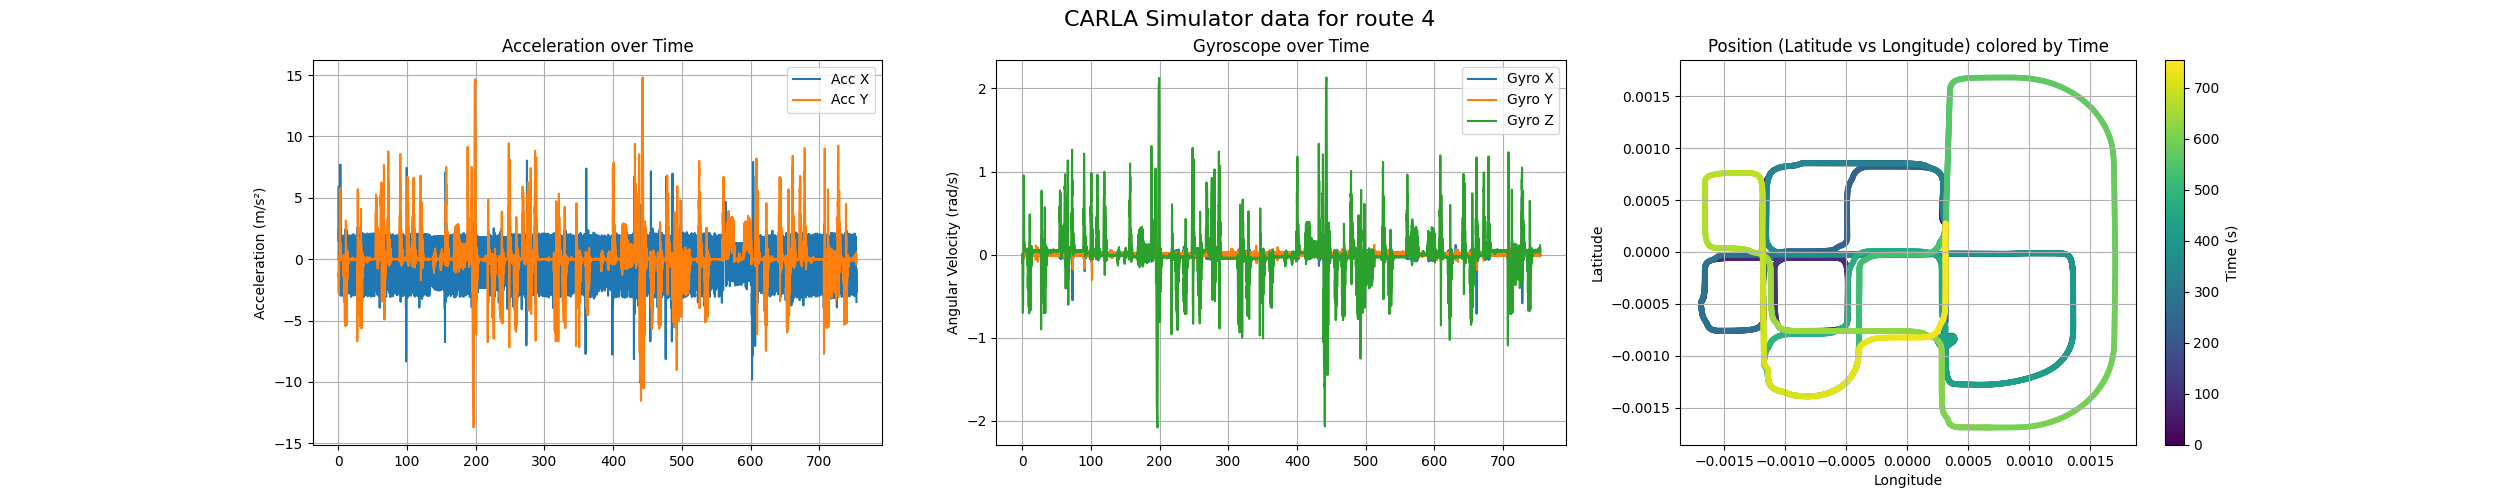 CARLA Simulator data for route 4
Acceleration over Time
Acceleration (m/s²)
15
10
5
0
−5
−10
−15
0 100 200 300 400 500 600 700
Acc X
Acc Y
Gyroscope over Time
Angular Velocity (rad/s)
2
1
0
−1
−2
0 100 200 300 400 500 600 700
Gyro X
Gyro Y
Gyro Z
Position (Latitude vs Longitude) colored by Time
Latitude
0.0015
0.0010
0.0005
0.0000
−0.0005
−0.0010
−0.0015
−0.0015 −0.0010 −0.0005 0.0000 0.0005 0.0010 0.0015
Longitude
Time (s)
700
600
500
400
300
200
100
0